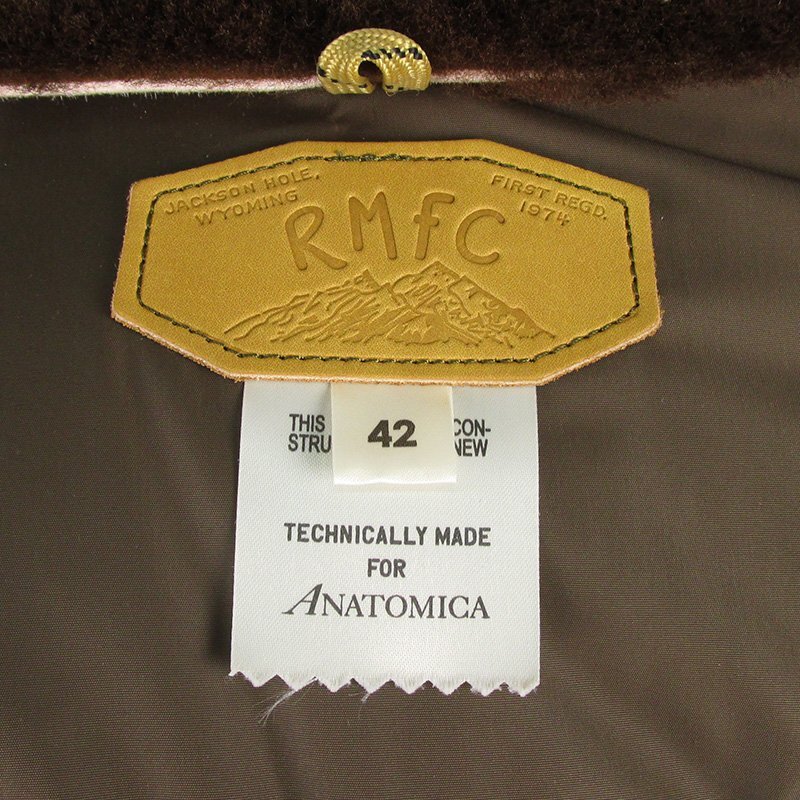 JACKSON HOLE,
WYOMING
FIRST REGD.
1974
RMfC
42
THIS CON-
STRU NEW
TECHNICALLY MADE
FOR
ANATOMICA